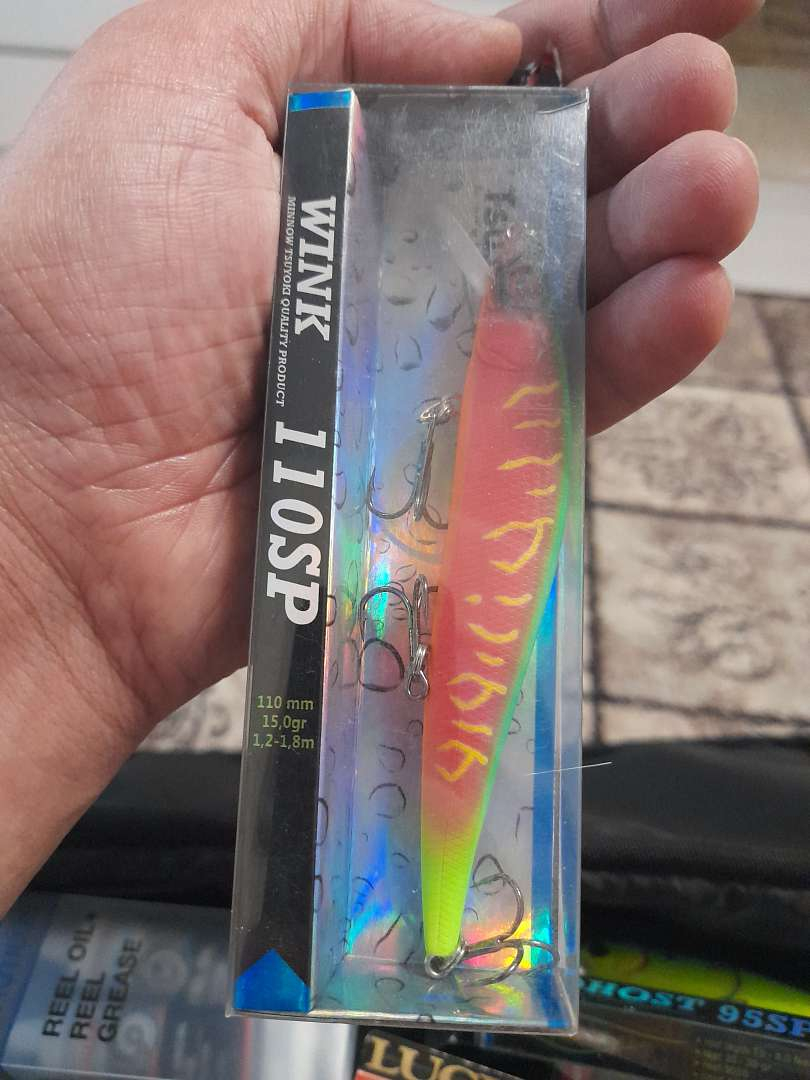 WINK
MINNOW TSUYOKI QUALITY PRODUCT
110SP
110 mm
15,0gr
1,2-1,8m
REEL OIL+
REEL
GREASE
95SP